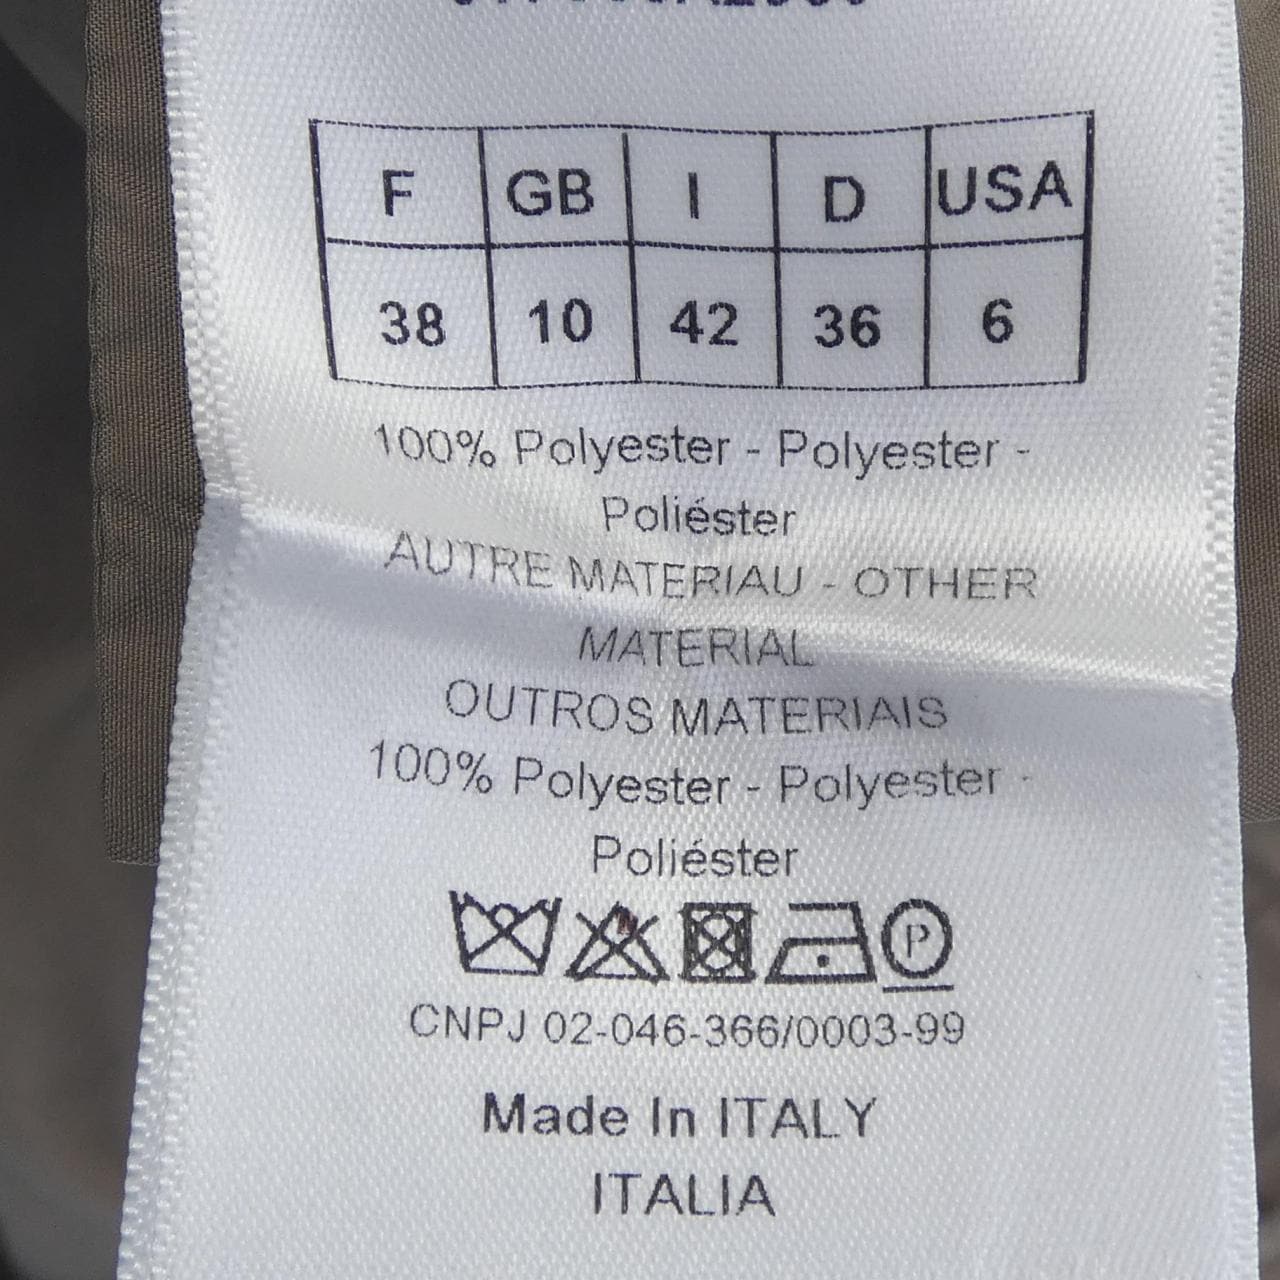 F GB I D USA
38 10 42 36 6
100% Polyester - Polyester -
Poliéster
AUTRE MATERIAU - OTHER
MATERIAL
OUTROS MATERIAIS
100% Polyester - Polyester -
Poliéster
P
CNPJ 02-046-366/0003-99
Made In ITALY
ITALIA